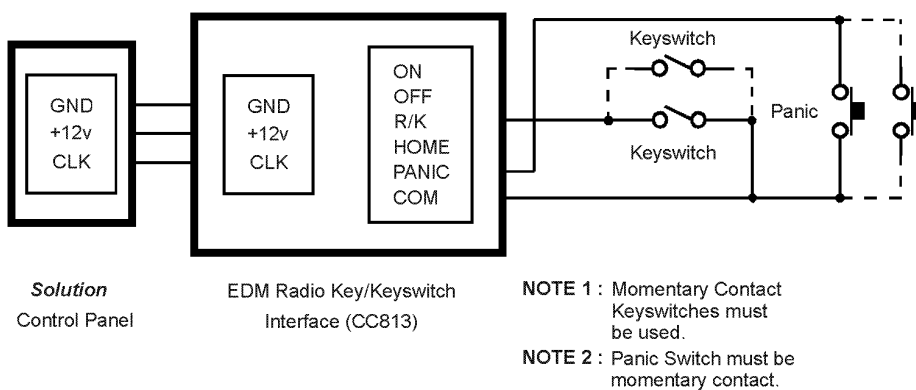 GND
+12v
CLK
GND
+12v
CLK
ON
OFF
R/K
HOME
PANIC
COM
Keyswitch
Keyswitch
Panic
Solution
Control Panel
EDM Radio Key/Keyswitch
Interface (CC813)
NOTE 1 : Momentary Contact
Keyswitches must
be used.
NOTE 2 : Panic Switch must be
momentary contact.